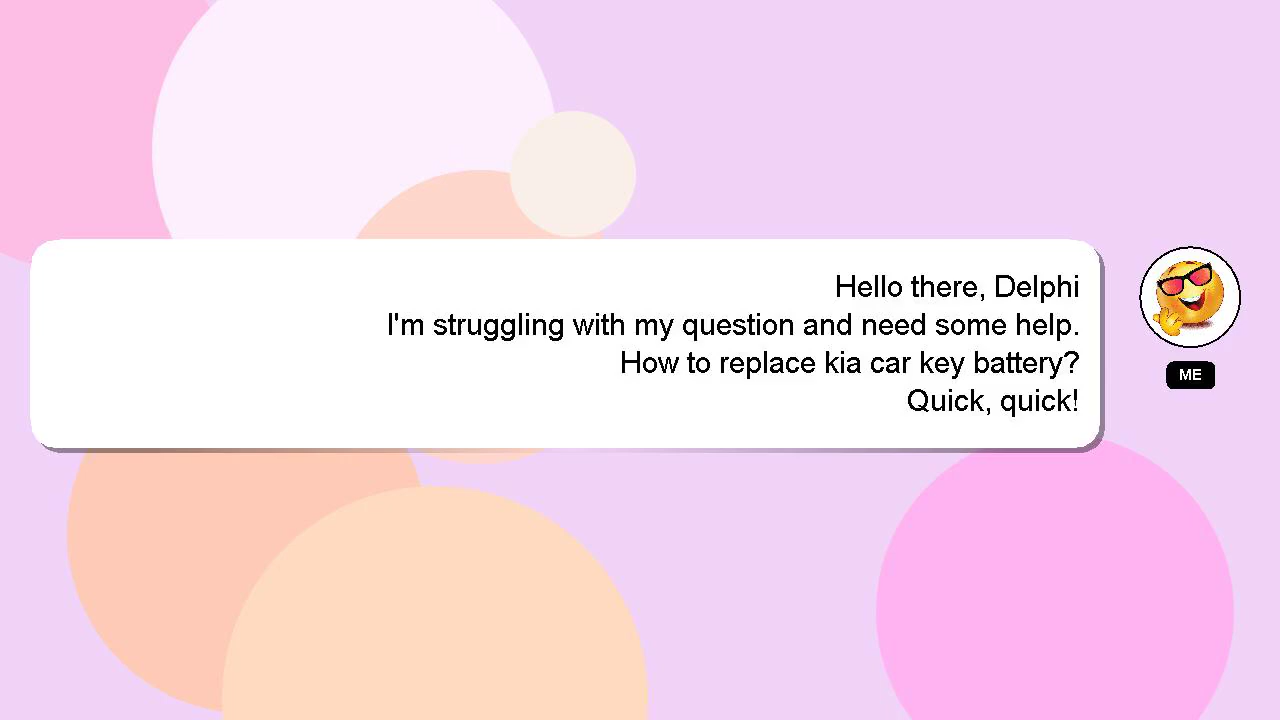 Hello there, Delphi
I'm struggling with my question and need some help.
How to replace kia car key battery?
Quick, quick!
ME